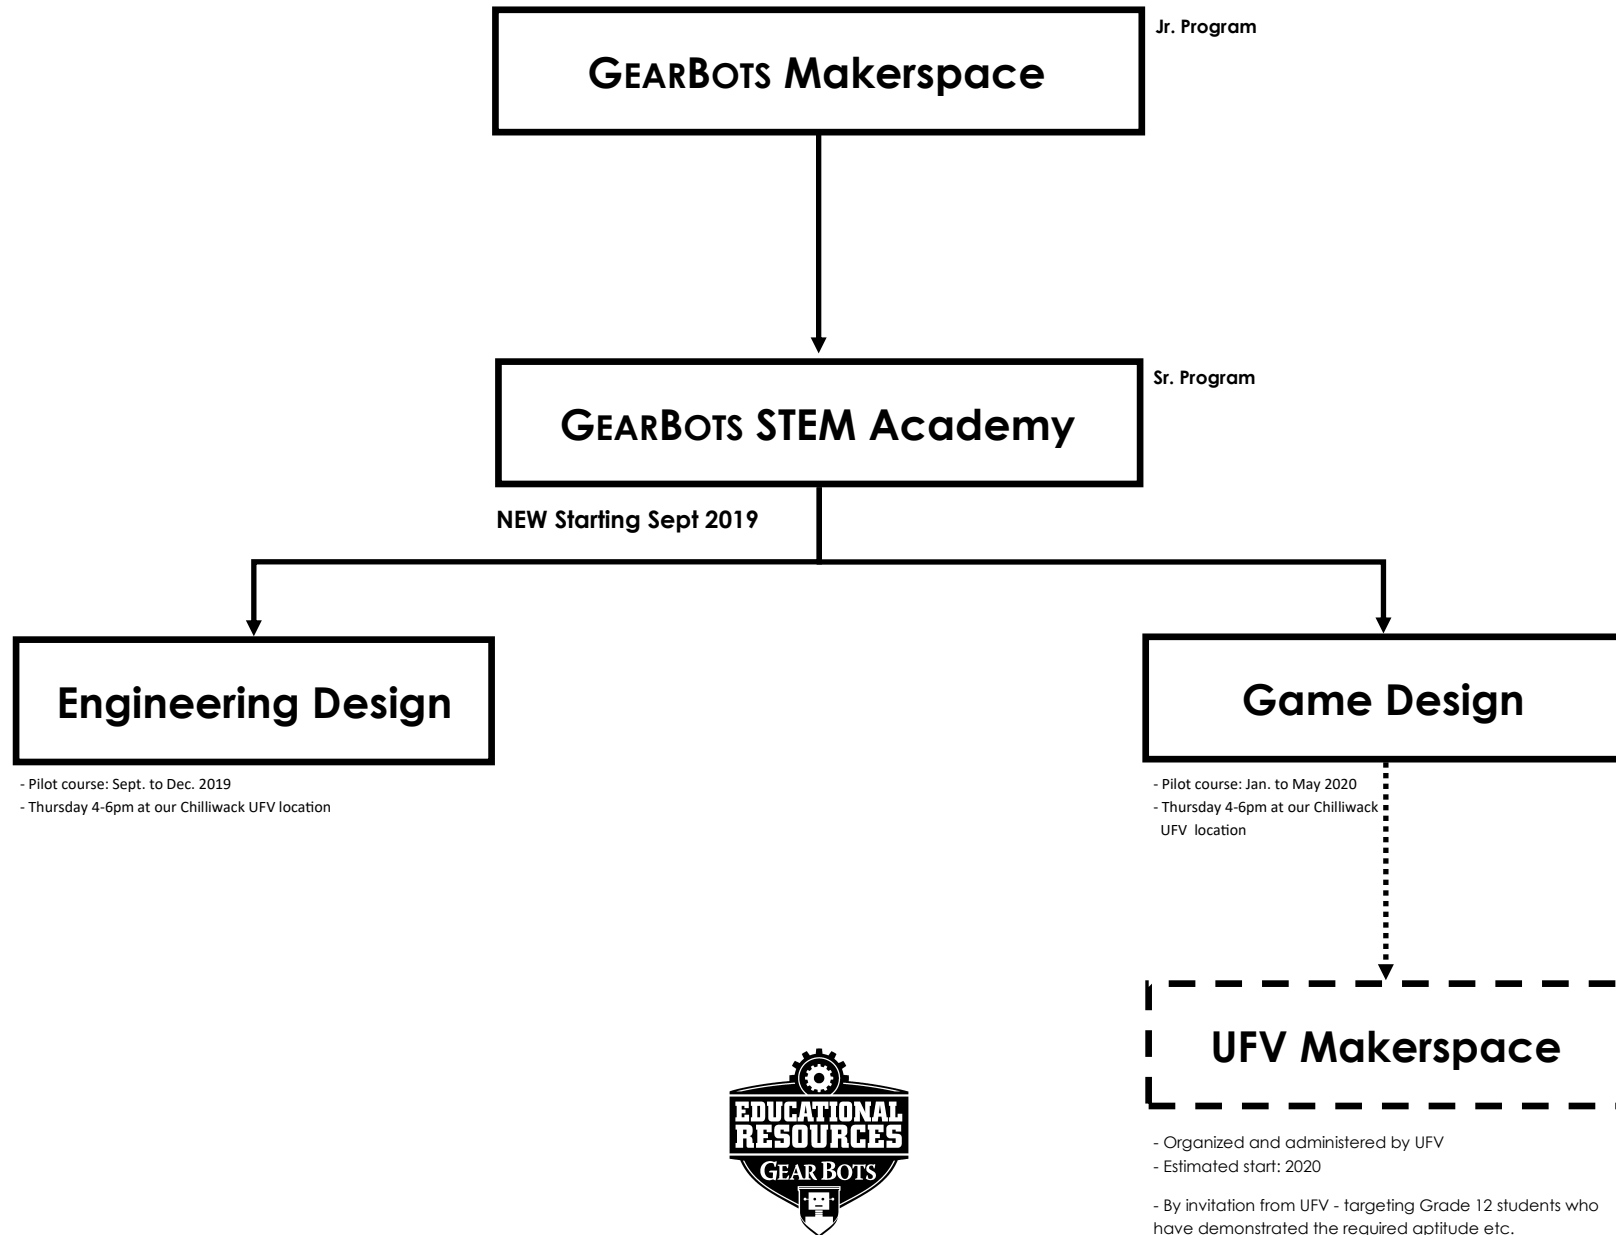 Jr. Program
GEARBOTS Makerspace
Sr. Program
GEARBOTS STEM Academy
NEW Starting Sept 2019
Engineering Design
- Pilot course: Sept. to Dec. 2019
- Thursday 4-6pm at our Chilliwack UFV location
Game Design
- Pilot course: Jan. to May 2020
- Thursday 4-6pm at our Chilliwack
UFV location
UFV Makerspace
- Organized and administered by UFV
- Estimated start: 2020
- By invitation from UFV - targeting Grade 12 students who
have demonstrated the required aptitude etc.
EDUCATIONAL
RESOURCES
GEAR BOTS